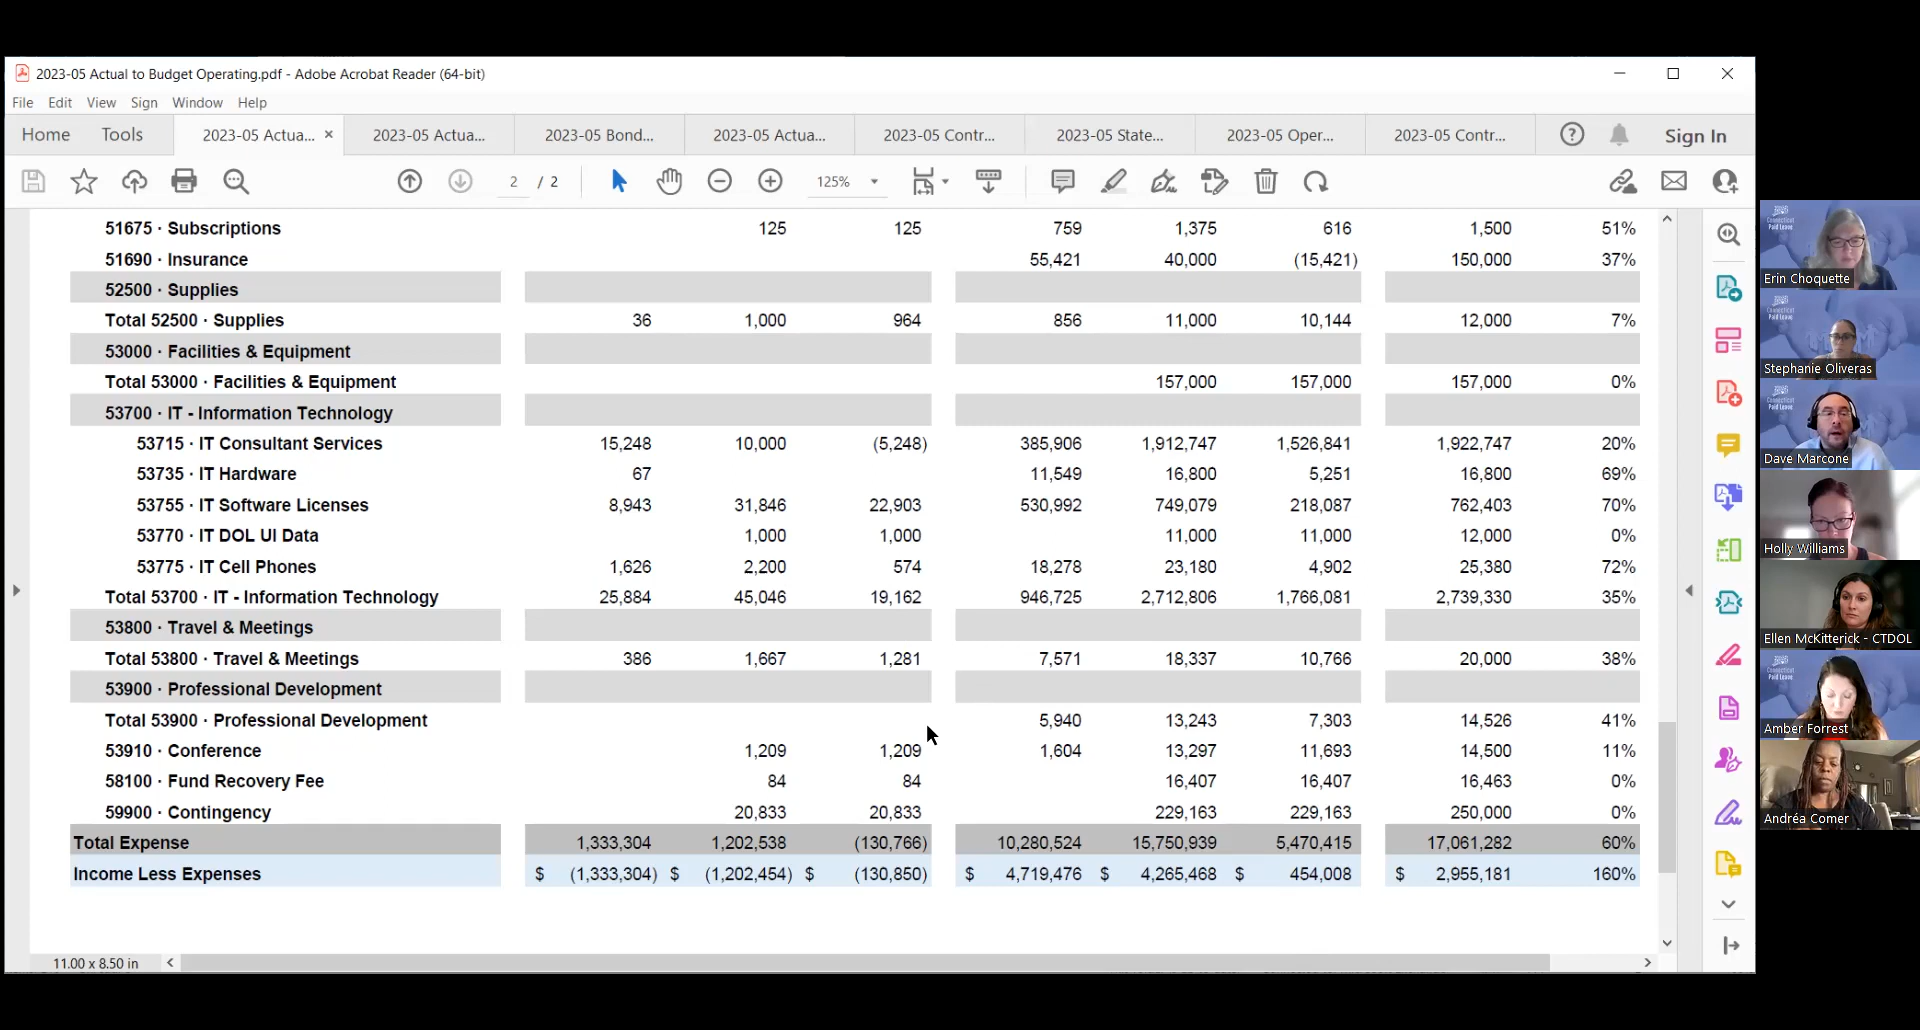 2023-05 Actual to Budget Operating.pdf - Adobe Acrobat Reader (64-bit)
File Edit View Sign Window Help
Home Tools 2023-05 Actua... × 2023-05 Actua... 2023-05 Bond... 2023-05 Actua... 2023-05 Contr... 2023-05 State... 2023-05 Oper... 2023-05 Contr... Sign In
2 / 2 125%
51675 · Subscriptions 125 125 759 1,375 616 1,500 51%
51690 · Insurance 55,421 40,000 (15,421) 150,000 37%
52500 · Supplies
Total 52500 · Supplies 36 1,000 964 856 11,000 10,144 12,000 7%
53000 · Facilities & Equipment
Total 53000 · Facilities & Equipment 157,000 157,000 157,000 0%
53700 · IT - Information Technology
53715 · IT Consultant Services 15,248 10,000 (5,248) 385,906 1,912,747 1,526,841 1,922,747 20%
53735 · IT Hardware 67 11,549 16,800 5,251 16,800 69%
53755 · IT Software Licenses 8,943 31,846 22,903 530,992 749,079 218,087 762,403 70%
53770 · IT DOL UI Data 1,000 1,000 11,000 11,000 12,000 0%
53775 · IT Cell Phones 1,626 2,200 574 18,278 23,180 4,902 25,380 72%
Total 53700 · IT - Information Technology 25,884 45,046 19,162 946,725 2,712,806 1,766,081 2,739,330 35%
53800 · Travel & Meetings
Total 53800 · Travel & Meetings 386 1,667 1,281 7,571 18,337 10,766 20,000 38%
53900 · Professional Development
Total 53900 · Professional Development 5,940 13,243 7,303 14,526 41%
53910 · Conference 1,209 1,209 1,604 13,297 11,693 14,500 11%
58100 · Fund Recovery Fee 84 84 16,407 16,407 16,463 0%
59900 · Contingency 20,833 20,833 229,163 229,163 250,000 0%
Total Expense 1,333,304 1,202,538 (130,766) 10,280,524 15,750,939 5,470,415 17,061,282 60%
Income Less Expenses $ (1,333,304) $ (1,202,454) $ (130,850) $ 4,719,476 $ 4,265,468 $ 454,008 $ 2,955,181 160%
11.00 x 8.50 in
Connecticut
Paid Leave
Erin Choquette
Stephanie Oliveras
Connecticut
Paid Leave
Dave Marcone
Holly Williams
Ellen McKitterick - CTDOL
Connecticut
Paid Leave
Amber Forrest
Andréa Comer